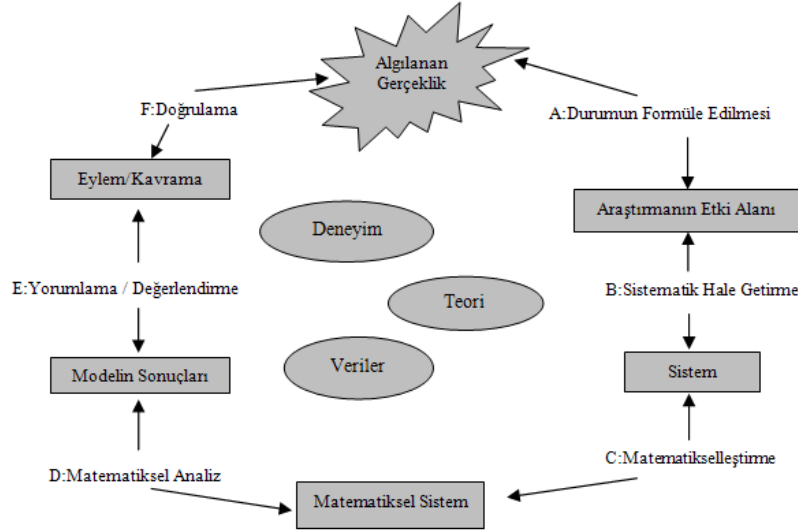 Algılanan
Gerçeklik
F:Doğrulama
A:Durumun Formüle Edilmesi
Eylem/Kavrama
Araştırmanın Etki Alanı
Deneyim
E:Yorumlama / Değerlendirme
B:Sistematik Hale Getirme
Teori
Veriler
Modelin Sonuçları
Sistem
D:Matematiksel Analiz
C:Matematikselleştirme
Matematiksel Sistem